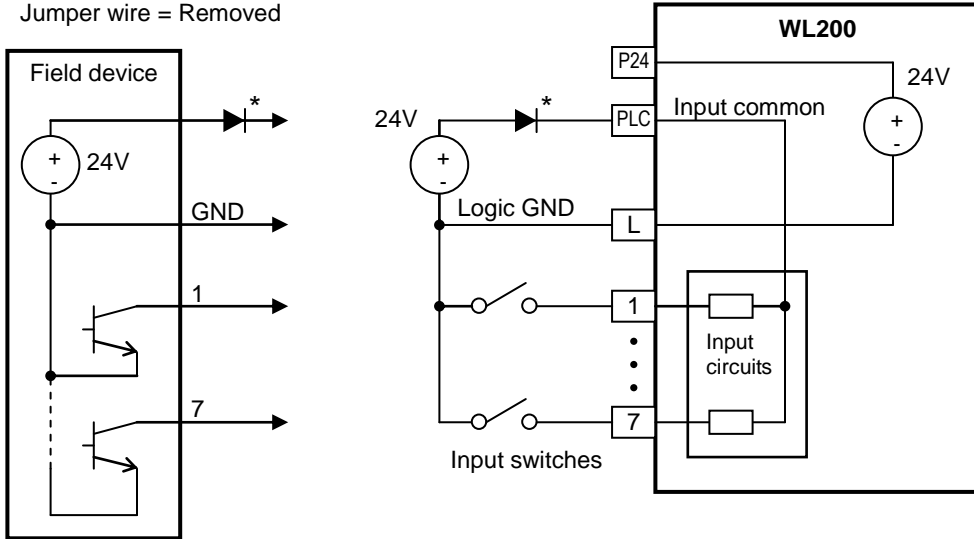 Jumper wire = Removed
Field device
*
+
-
24V
GND
1
7
24V
*
+
-
Logic GND
Input switches
WL200
P24
PLC
Input common
24V
+
-
L
1
Input
circuits
7